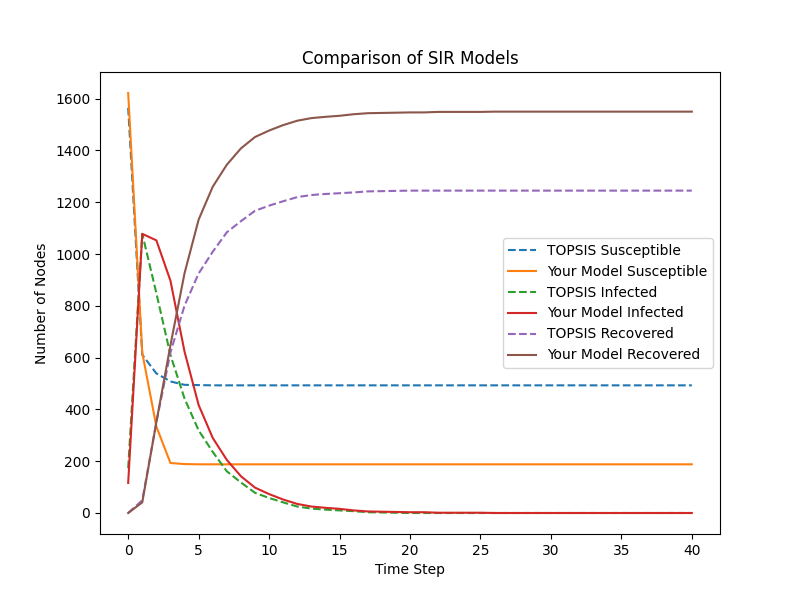 Comparison of SIR Models
Number of Nodes
1600
1400
1200
1000
800
600
400
200
0
TOPSIS Susceptible
Your Model Susceptible
TOPSIS Infected
Your Model Infected
TOPSIS Recovered
Your Model Recovered
0 5 10 15 20 25 30 35 40
Time Step